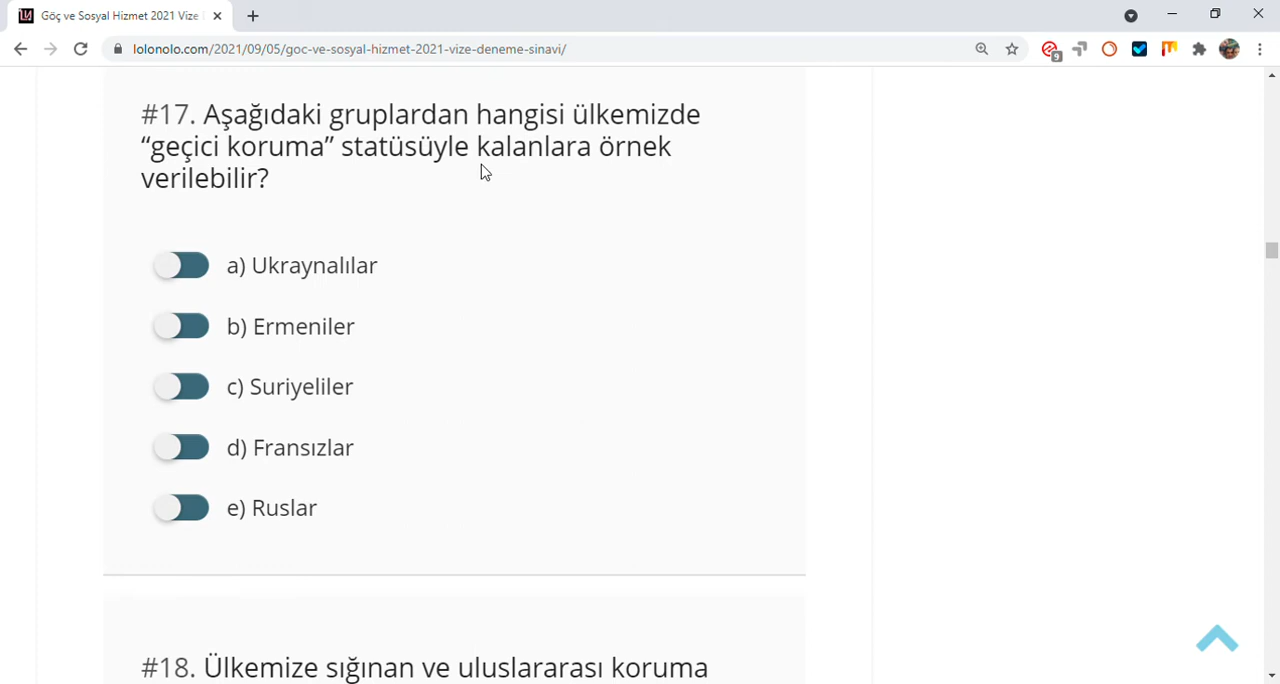 Göç ve Sosyal Hizmet 2021 Vize
lolonolo.com/2021/09/05/goc-ve-sosyal-hizmet-2021-vize-deneme-sinavi/
9
#17. Aşağıdaki gruplardan hangisi ülkemizde
“geçici koruma” statüsüyle kalanlara örnek
verilebilir?
a) Ukraynalılar
b) Ermeniler
c) Suriyeliler
d) Fransızlar
e) Ruslar
#18. Ülkemize sığınan ve uluslararası koruma